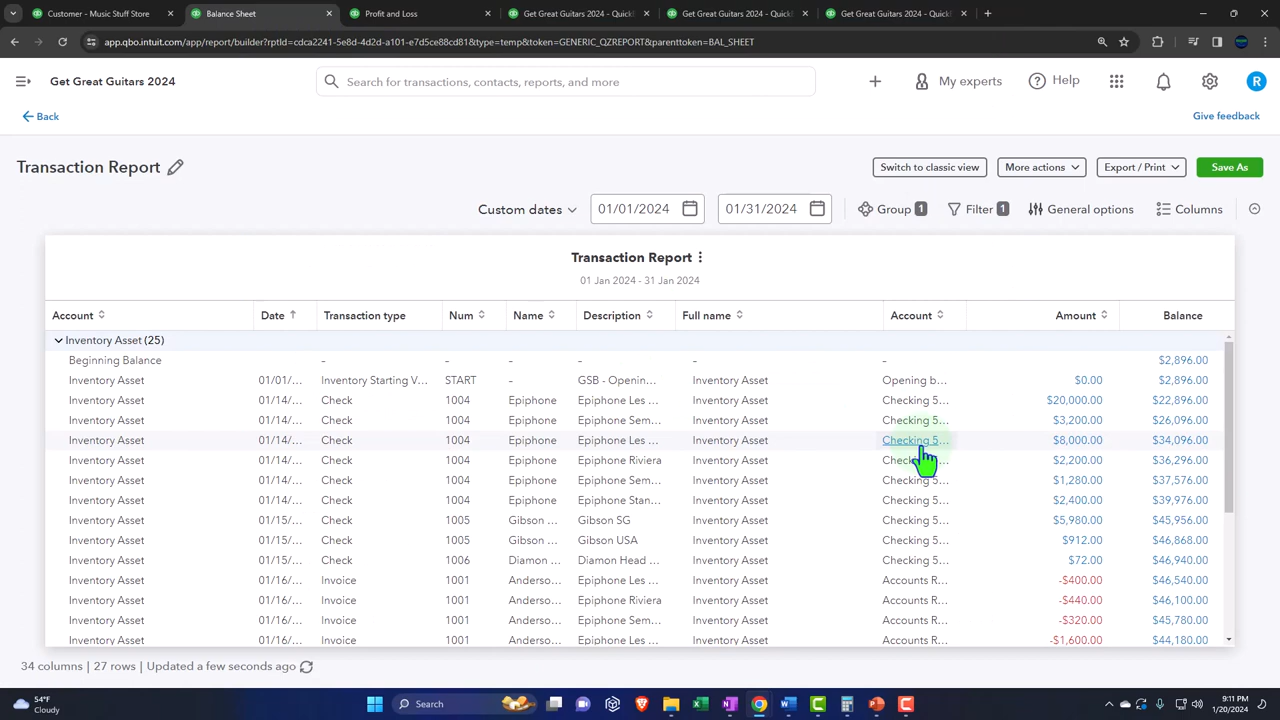 Customer - Music Stuff Store
Balance Sheet
Profit and Loss
Get Great Guitars 2024 - QuickB
Get Great Guitars 2024 - Quick
Get Great Guitars 2024 - Quick
app.qbo.intuit.com/app/report/builder?rptId=cdca2241-5e8d-4d2d-a101-e7d5ce88cd81&type=temp&token=GENERIC_QZREPORT&parenttoken=BAL_SHEET
Get Great Guitars 2024
Search for transactions, contacts, reports, and more
My experts
Help
R
Back
Give feedback
Transaction Report
Switch to classic view
More actions
Export / Print
Save As
Custom dates
01/01/2024
01/31/2024
Group 1
Filter 1
General options
Columns
Transaction Report
01 Jan 2024 - 31 Jan 2024
Account Date Transaction type Num Name Description Full name Account Amount Balance
Inventory Asset (25)
Beginning Balance – – – – – – $2,896.00
Inventory Asset 01/01/... Inventory Starting V... START – GSB - Openin... Inventory Asset Opening b... $0.00 $2,896.00
Inventory Asset 01/14/... Check 1004 Epiphone Epiphone Les ... Inventory Asset Checking 5... $20,000.00 $22,896.00
Inventory Asset 01/14/... Check 1004 Epiphone Epiphone Sem... Inventory Asset Checking 5... $3,200.00 $26,096.00
Inventory Asset 01/14/... Check 1004 Epiphone Epiphone Les ... Inventory Asset Checking 5... $8,000.00 $34,096.00
Inventory Asset 01/14/... Check 1004 Epiphone Epiphone Riviera Inventory Asset Check 5... $2,200.00 $36,296.00
Inventory Asset 01/14/... Check 1004 Epiphone Epiphone Sem... Inventory Asset Checking 5... $1,280.00 $37,576.00
Inventory Asset 01/14/... Check 1004 Epiphone Epiphone Stan... Inventory Asset Checking 5... $2,400.00 $39,976.00
Inventory Asset 01/15/... Check 1005 Gibson ... Gibson SG Inventory Asset Checking 5... $5,980.00 $45,956.00
Inventory Asset 01/15/... Check 1005 Gibson ... Gibson USA Inventory Asset Checking 5... $912.00 $46,868.00
Inventory Asset 01/15/... Check 1006 Diamon ... Diamon Head ... Inventory Asset Checking 5... $72.00 $46,940.00
Inventory Asset 01/16/... Invoice 1001 Anderso... Epiphone Les ... Inventory Asset Accounts R... -$400.00 $46,540.00
Inventory Asset 01/16/... Invoice 1001 Anderso... Epiphone Riviera Inventory Asset Accounts R... -$440.00 $46,100.00
Inventory Asset 01/16/... Invoice 1001 Anderso... Epiphone Sem... Inventory Asset Accounts R... -$320.00 $45,780.00
Inventory Asset 01/16/... Invoice 1001 Anderso... Epiphone Les ... Inventory Asset Accounts R... -$1,600.00 $44,180.00
34 columns | 27 rows | Updated a few seconds ago
54°F
Cloudy
Search
9:11 PM
1/20/2024